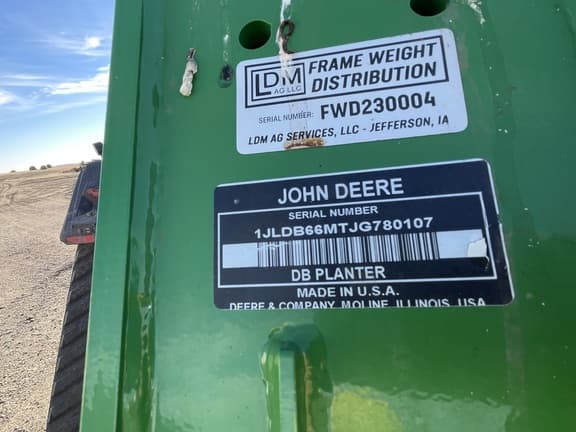 LDM
AG LLC
FRAME WEIGHT
DISTRIBUTION
SERIAL NUMBER: FWD230004
LDM AG SERVICES, LLC - JEFFERSON, IA
JOHN DEERE
SERIAL NUMBER
1JLDB66MTJG780107
DB PLANTER
MADE IN U.S.A.
DEERE & COMPANY MOLINE ILLINOIS USA